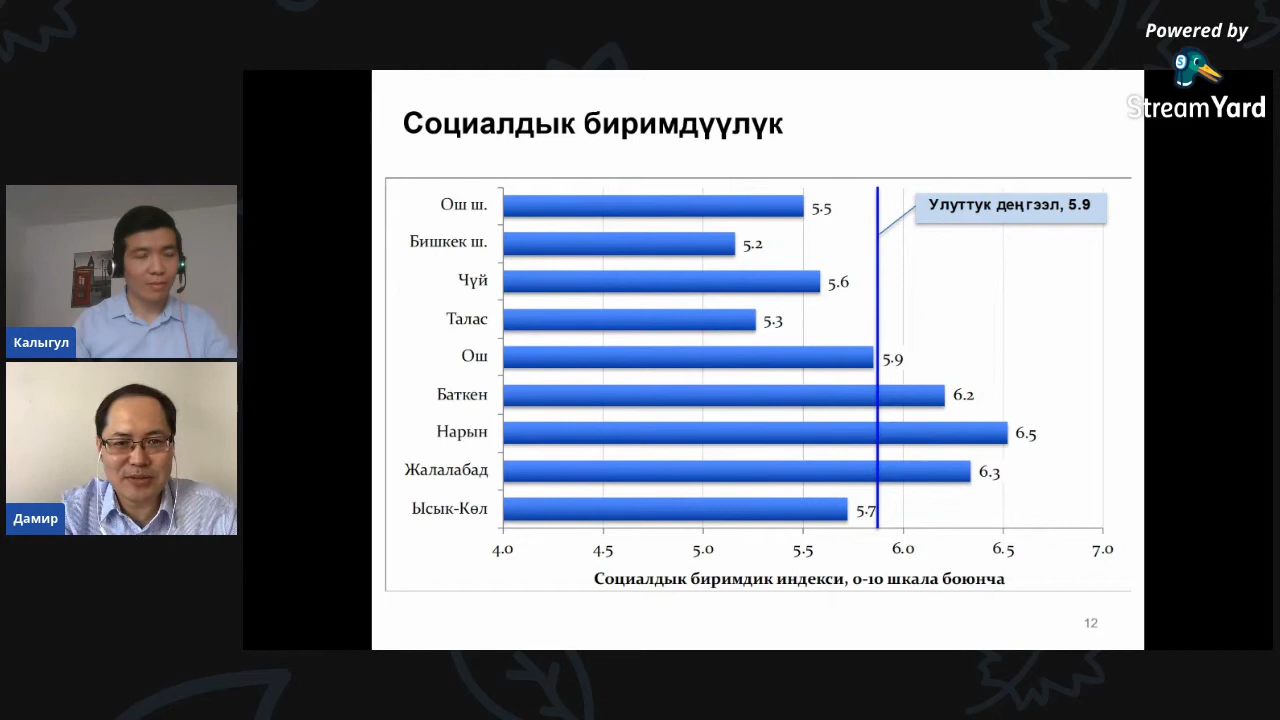 Powered by
StreamYard
Социалдык биримдүүлүк
Улуттук деңгээл, 5.9
Ош ш. 5.5
Бишкек ш. 5.2
Чүй 5.6
Талас 5.3
Ош 5.9
Баткен 6.2
Нарын 6.5
Жалалабад 6.3
Ысык-Көл 5.7
4.0 4.5 5.0 5.5 6.0 6.5 7.0
Социалдык биримдик индекси, 0-10 шкала боюнча
12
Калыгул
Дамир